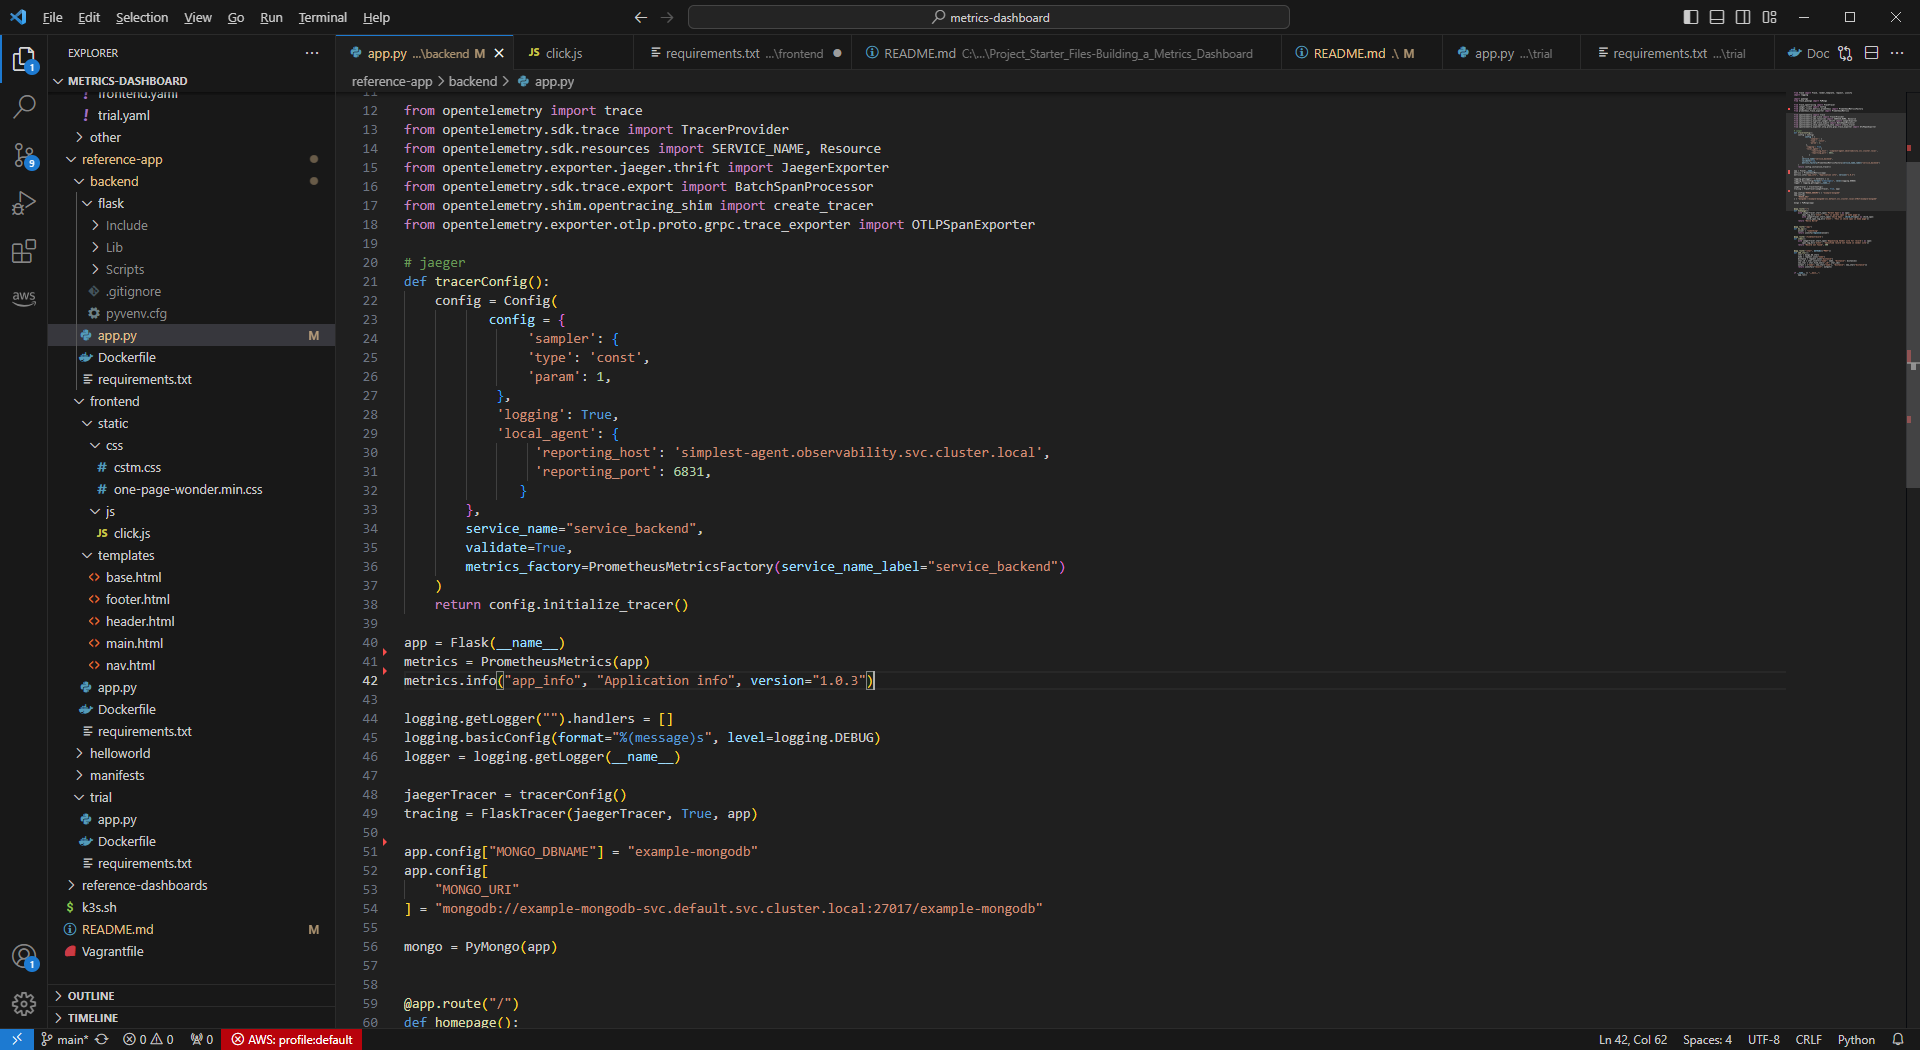 File Edit Selection View Go Run Terminal Help
metrics-dashboard
EXPLORER
METRICS-DASHBOARD
frontend.yaml
trial.yaml
other
reference-app
backend
flask
Include
Lib
Scripts
.gitignore
pyvenv.cfg
app.py M
Dockerfile
requirements.txt
frontend
static
css
cstm.css
one-page-wonder.min.css
js
JS click.js
templates
base.html
footer.html
header.html
main.html
nav.html
app.py
Dockerfile
requirements.txt
helloworld
manifests
trial
app.py
Dockerfile
requirements.txt
reference-dashboards
k3s.sh
README.md M
Vagrantfile
OUTLINE
TIMELINE
1
9
aws
1
app.py ...\backend M
JS click.js
requirements.txt ...\frontend
README.md C:\...\Project_Starter_Files-Building_a_Metrics_Dashboard
README.md .\ M
app.py ...\trial
requirements.txt ...\trial
Doc
reference-app > backend > app.py
11
12 from opentelemetry import trace
13 from opentelemetry.sdk.trace import TracerProvider
14 from opentelemetry.sdk.resources import SERVICE_NAME, Resource
15 from opentelemetry.exporter.jaeger.thrift import JaegerExporter
16 from opentelemetry.sdk.trace.export import BatchSpanProcessor
17 from opentelemetry.shim.opentracing_shim import create_tracer
18 from opentelemetry.exporter.otlp.proto.grpc.trace_exporter import OTLPSpanExporter
19
20 # jaeger
21 def tracerConfig():
22 config = Config(
23 config = {
24 'sampler': {
25 'type': 'const',
26 'param': 1,
27 },
28 'logging': True,
29 'local_agent': {
30 'reporting_host': 'simplest-agent.observability.svc.cluster.local',
31 'reporting_port': 6831,
32 }
33 },
34 service_name="service_backend",
35 validate=True,
36 metrics_factory=PrometheusMetricsFactory(service_name_label="service_backend")
37 )
38 return config.initialize_tracer()
39
40 app = Flask(__name__)
41 metrics = PrometheusMetrics(app)
42 metrics.info("app_info", "Application info", version="1.0.3")
43
44 logging.getLogger("").handlers = []
45 logging.basicConfig(format="%(message)s", level=logging.DEBUG)
46 logger = logging.getLogger(__name__)
47
48 jaegerTracer = tracerConfig()
49 tracing = FlaskTracer(jaegerTracer, True, app)
50
51 app.config["MONGO_DBNAME"] = "example-mongodb"
52 app.config[
53 "MONGO_URI"
54 ] = "mongodb://example-mongodb-svc.default.svc.cluster.local:27017/example-mongodb"
55
56 mongo = PyMongo(app)
57
58
59 @app.route("/")
60 def homepage():
main* 0 0 0 AWS: profile:default
Ln 42, Col 62 Spaces: 4 UTF-8 CRLF Python